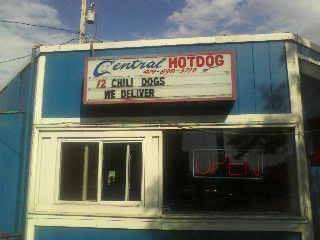 Central HOTDOG
12 CHILI DOGS
WE DELIVER
OPEN